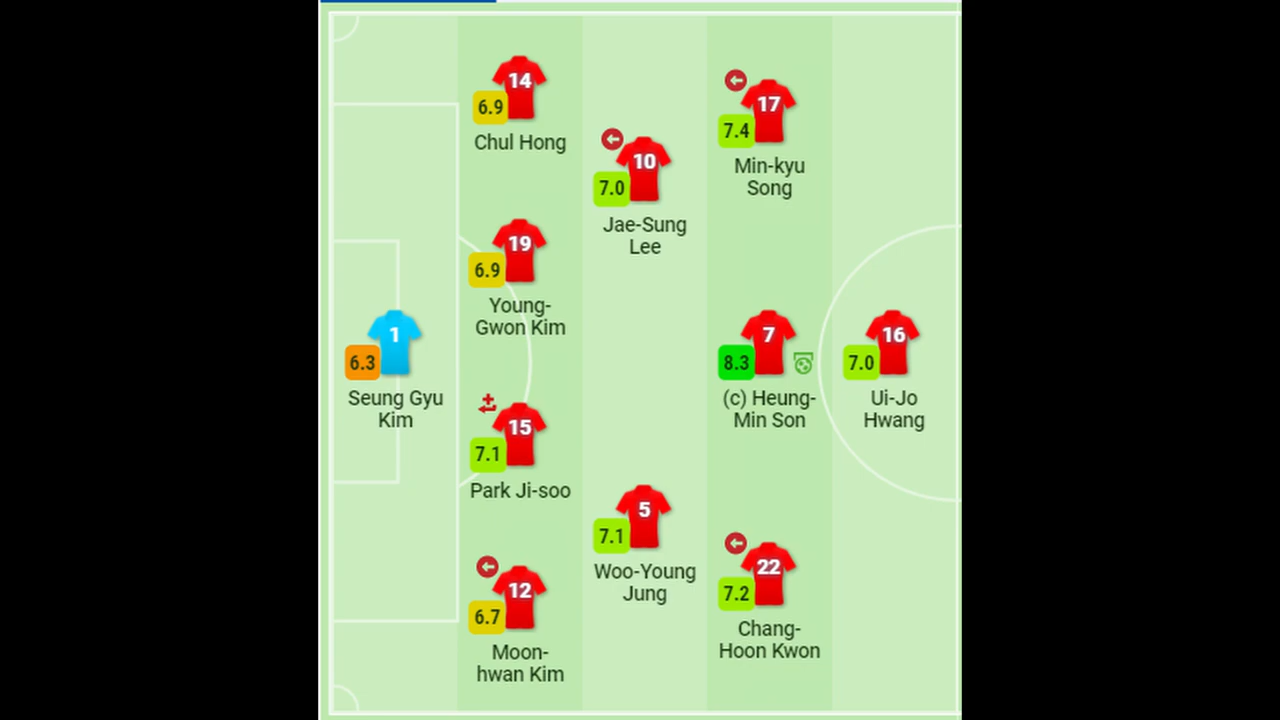 14
6.9
Chul Hong
17
7.4
Min-kyu
Song
10
7.0
Jae-Sung
Lee
19
6.9
Young-
Gwon Kim
1
6.3
Seung Gyu
Kim
7
8.3
(c) Heung-
Min Son
16
7.0
Ui-Jo
Hwang
15
7.1
Park Ji-soo
5
7.1
Woo-Young
Jung
12
6.7
Moon-
hwan Kim
22
7.2
Chang-
Hoon Kwon